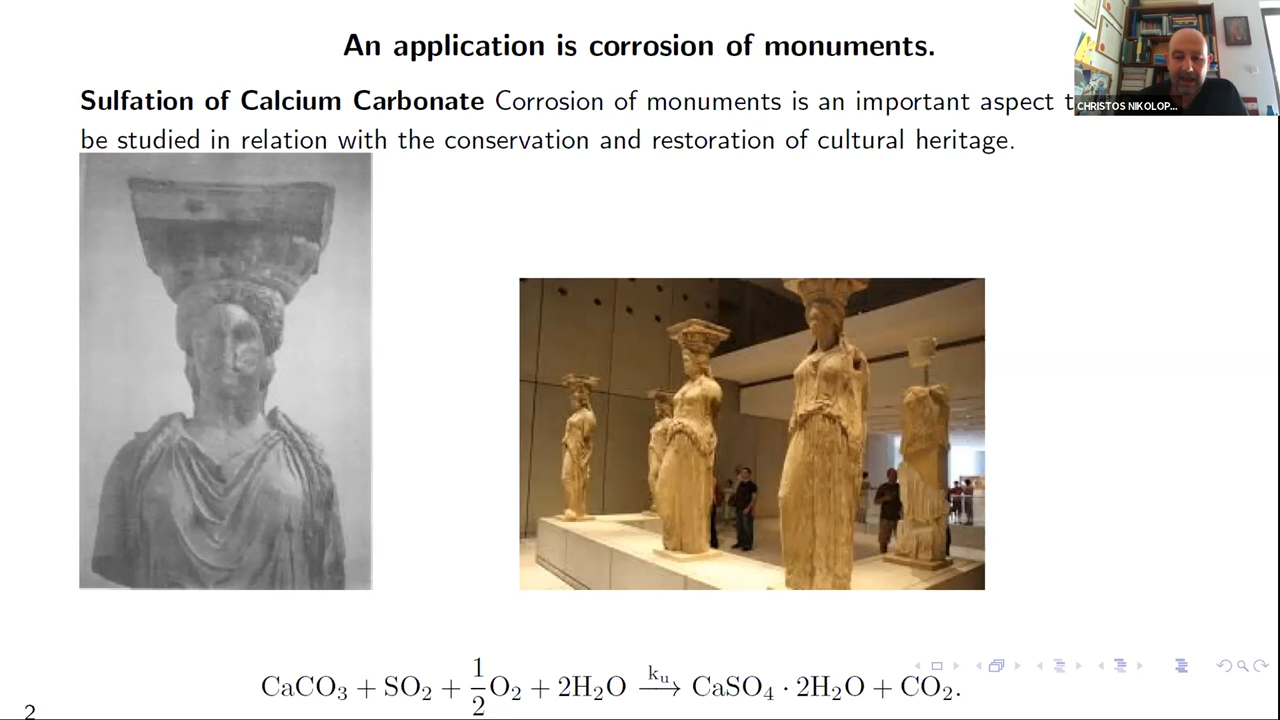 An application is corrosion of monuments.
Sulfation of Calcium Carbonate Corrosion of monuments is an important aspect t
be studied in relation with the conservation and restoration of cultural heritage.
CHRISTOS NIKOLOP...
CaCO₃ + SO₂ + 1/2 O₂ + 2H₂O —kᵤ→ CaSO₄ · 2H₂O + CO₂.
2